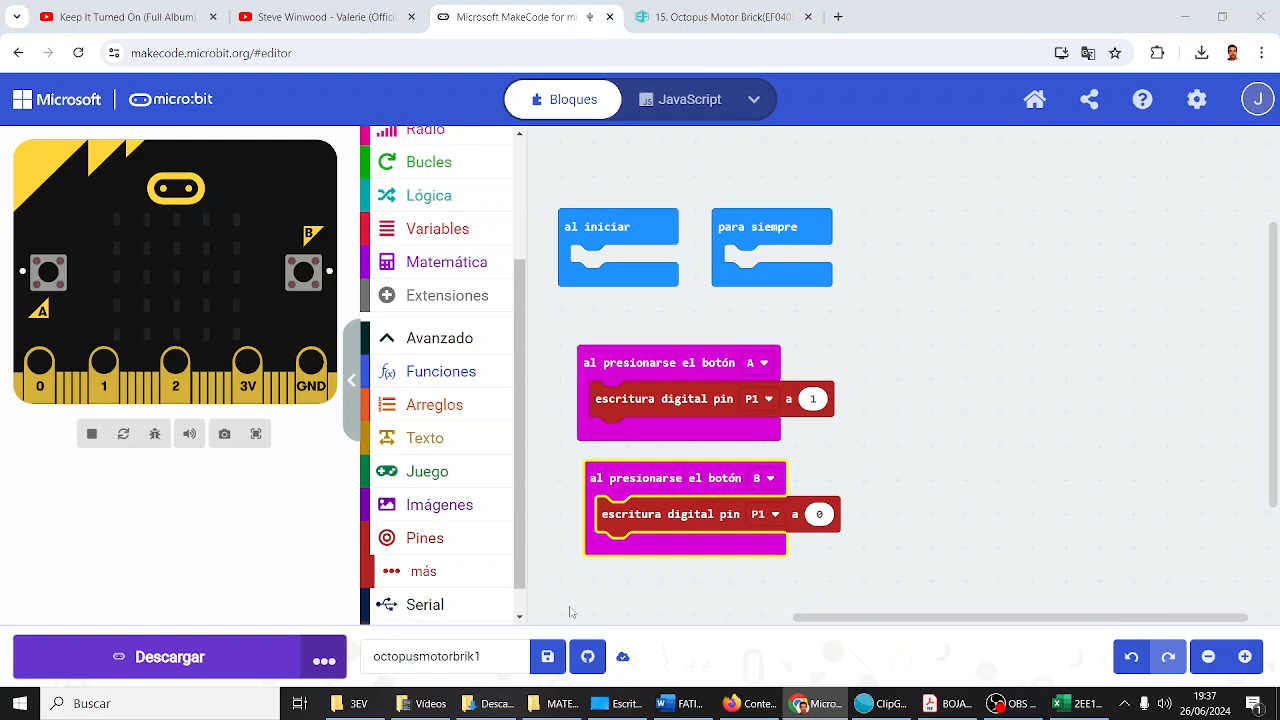 Keep It Turned On (Full Album)
Steve Winwood - Valerie (Offici
Microsoft MakeCode for mi
15. Octopus Motor brick(EF040
makecode.microbit.org/#editor
Microsoft
micro:bit
Bloques
JS JavaScript
J
B
A
0 1 2 3V GND
Radio
Bucles
Lógica
Variables
Matemática
Extensiones
Avanzado
f(x) Funciones
Arreglos
Texto
Juego
Imágenes
Pines
más
Serial
al iniciar
para siempre
al presionarse el botón A
escritura digital pin P1 a 1
al presionarse el botón B
escritura digital pin P1 a 0
Descargar
octopusmotorbrik1
Buscar
3EV
Videos
Desca...
MATE...
Escrit...
FATI...
Conte...
Micro...
ClipG...
BOJA...
OBS ...
ZEE1...
19:37
26/06/2024